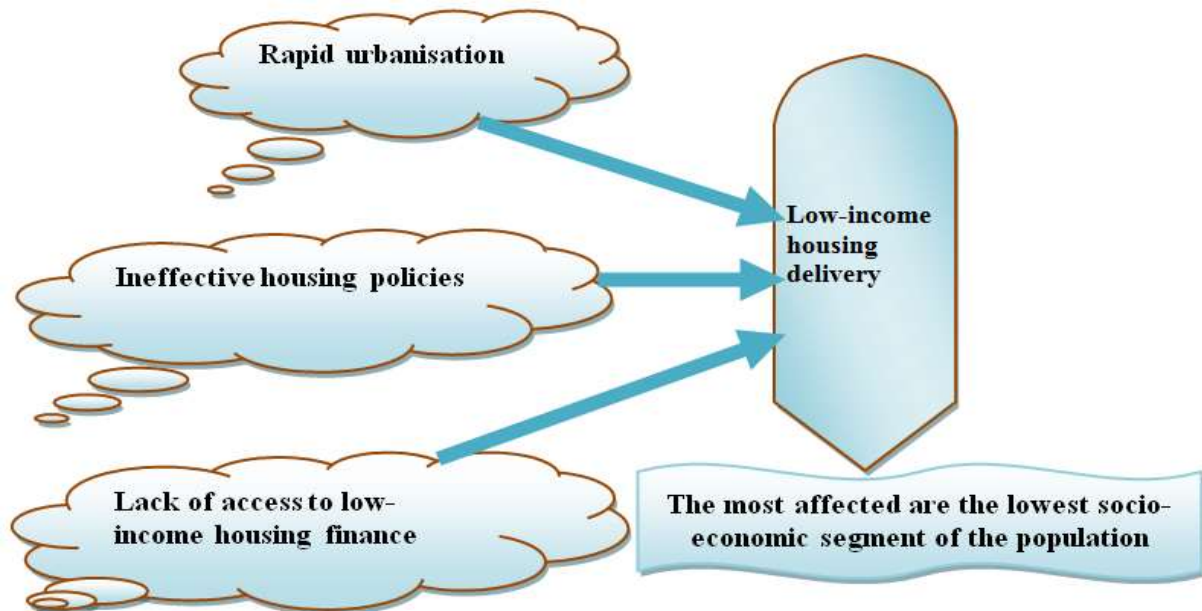 Rapid urbanisation
Ineffective housing policies
Lack of access to low-
income housing finance
Low-income
housing
delivery
The most affected are the lowest socio-
economic segment of the population